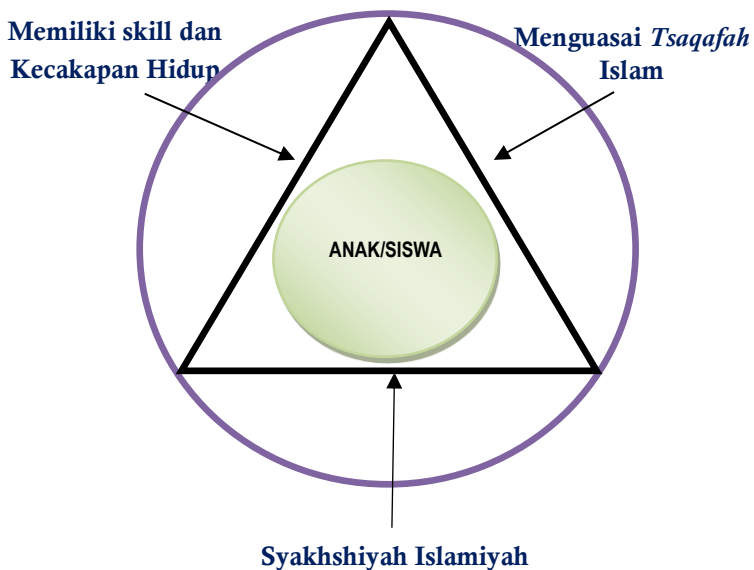 Memiliki skill dan
Kecakapan Hidup
Menguasai Tsaqafah
Islam
ANAK/SISWA
Syakhshiyah Islamiyah